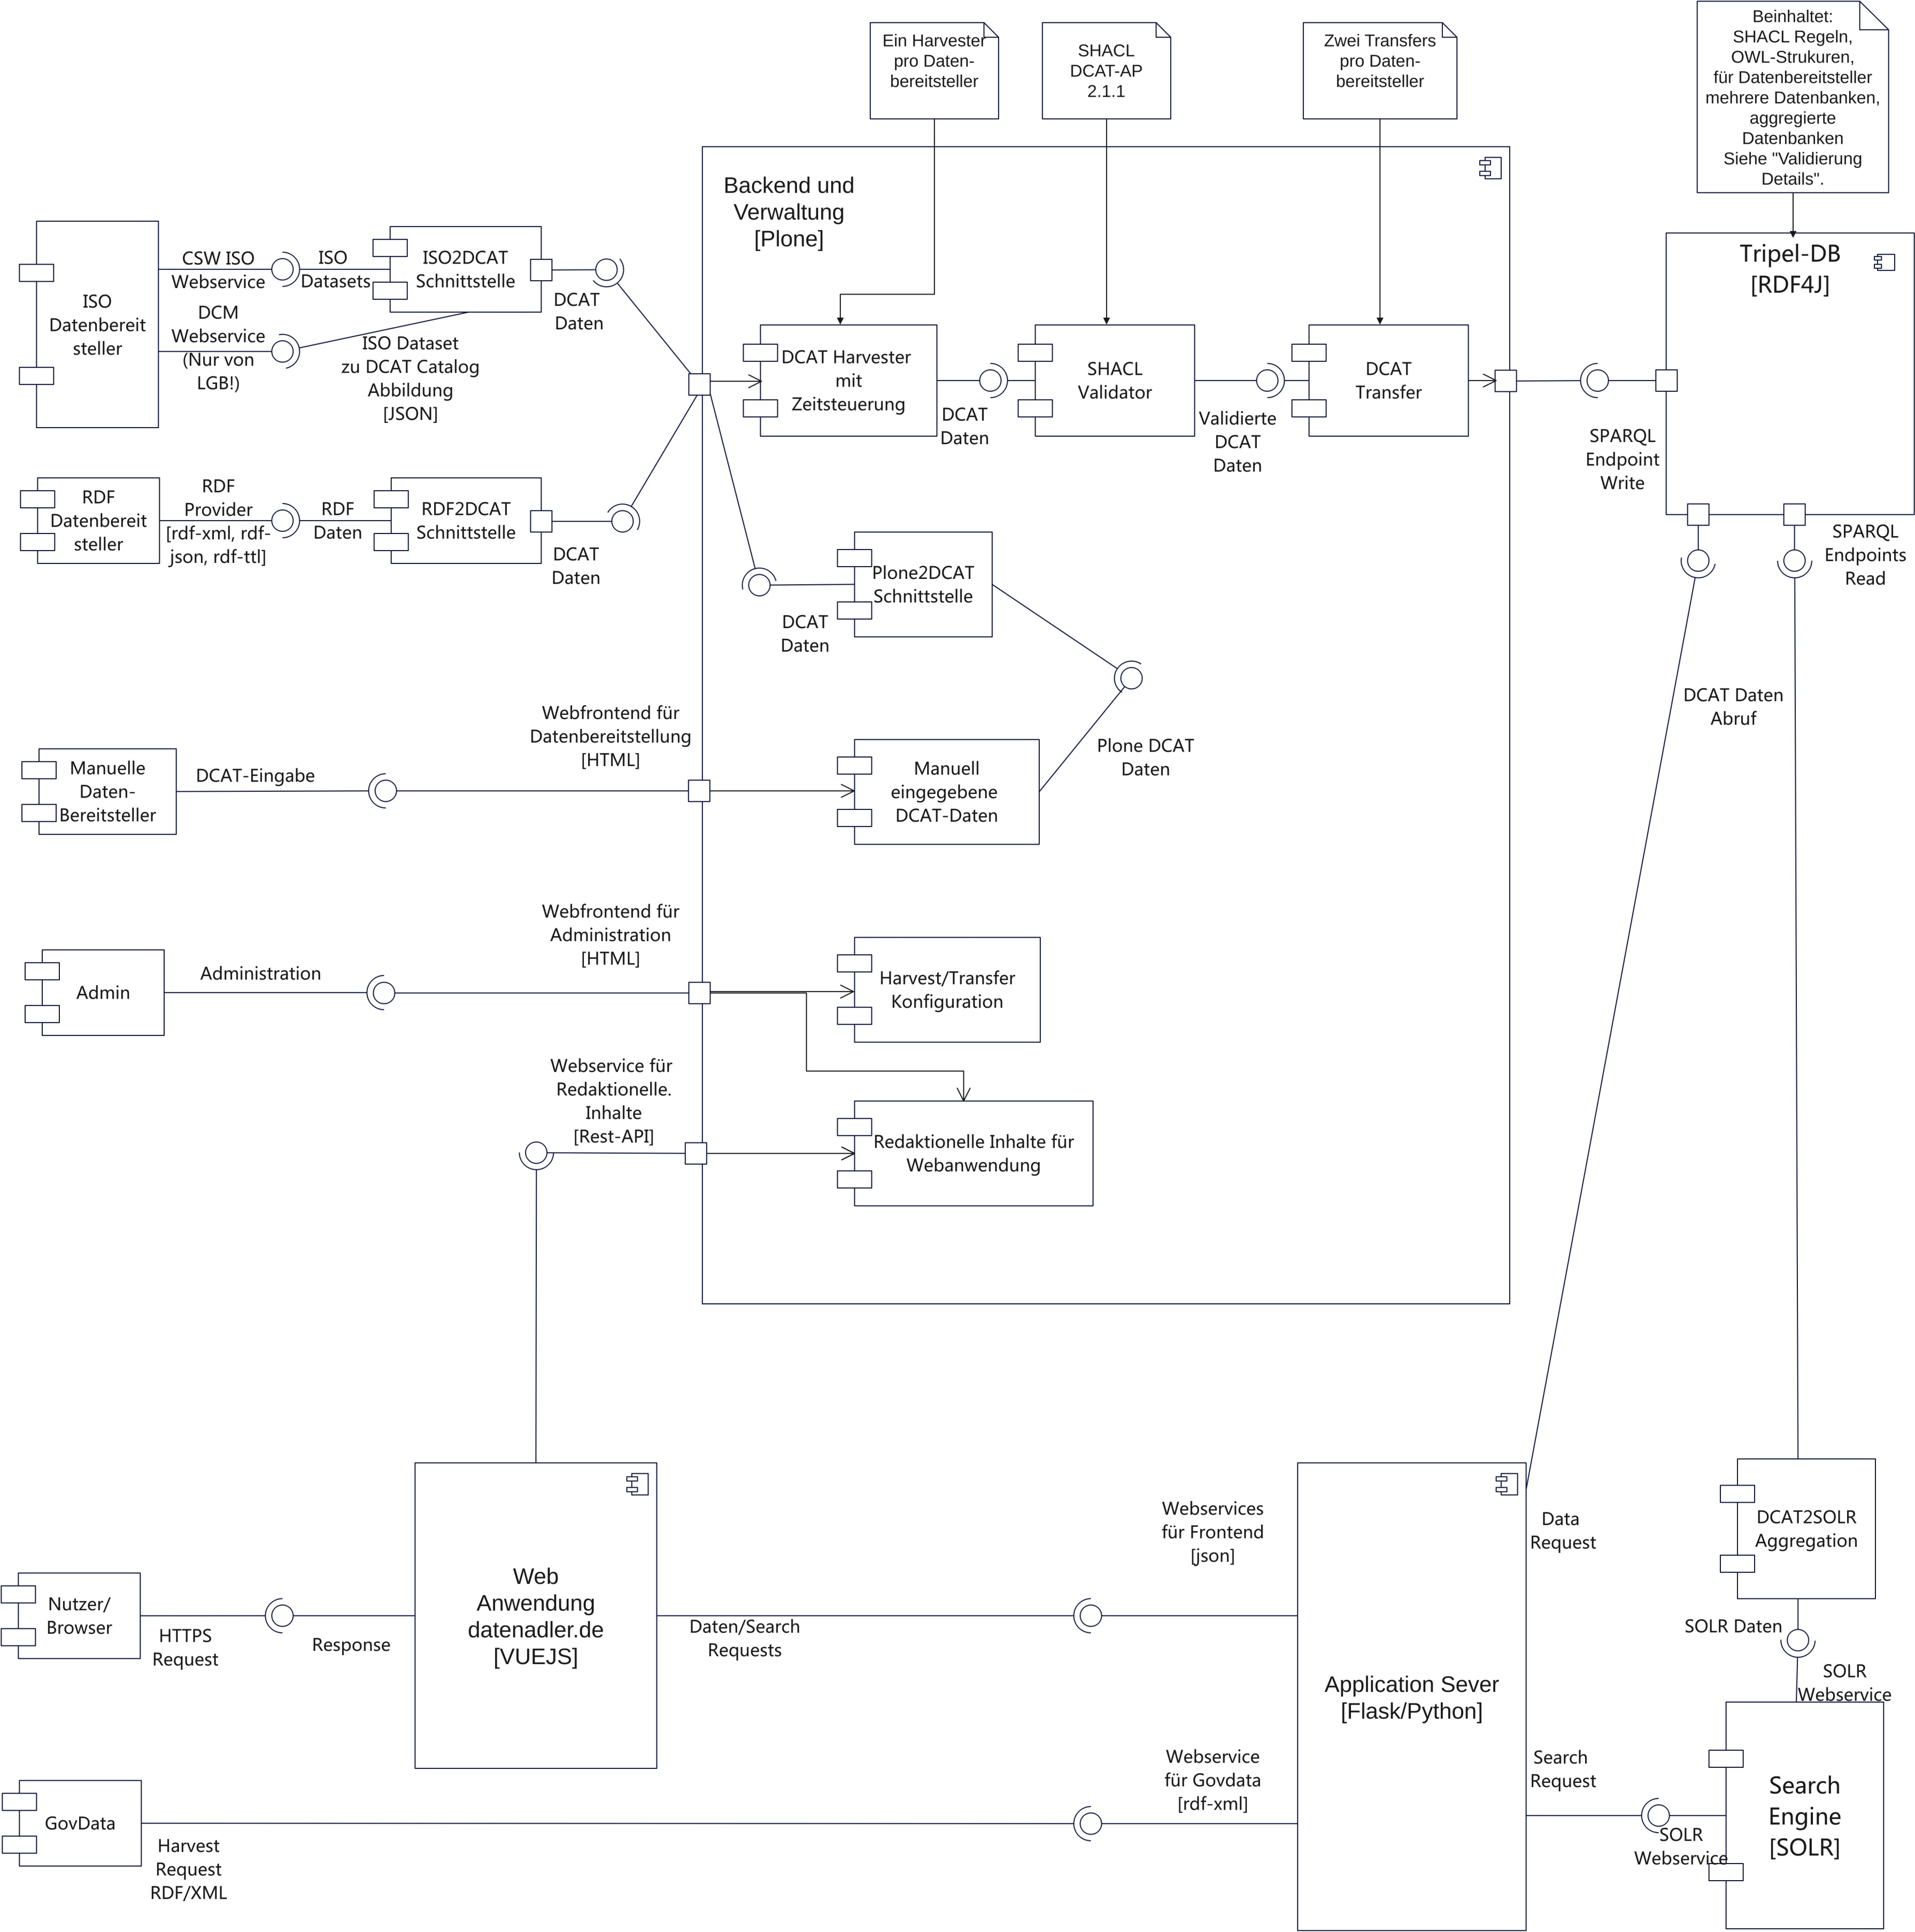 Ein Harvester
pro Daten-
bereitsteller
SHACL
DCAT-AP
2.1.1
Zwei Transfers
pro Daten-
bereitsteller
Beinhaltet:
SHACL Regeln,
OWL-Strukuren,
für Datenbereitsteller
mehrere Datenbanken,
aggregierte
Datenbanken
Siehe "Validierung
Details".
Backend und
Verwaltung
[Plone]
Tripel-DB
[RDF4J]
ISO
Datenbereit
steller
CSW ISO
Webservice
ISO
Datasets
ISO2DCAT
Schnittstelle
DCAT
Daten
DCM
Webservice
(Nur von
LGB!)
ISO Dataset
zu DCAT Catalog
Abbildung
[JSON]
DCAT Harvester
mit
Zeitsteuerung
DCAT
Daten
SHACL
Validator
Validierte
DCAT
Daten
DCAT
Transfer
SPARQL
Endpoint
Write
RDF
Datenbereit
steller
RDF
Provider
[rdf-xml, rdf-
json, rdf-ttl]
RDF
Daten
RDF2DCAT
Schnittstelle
DCAT
Daten
SPARQL
Endpoints
Read
Plone2DCAT
Schnittstelle
DCAT
Daten
DCAT Daten
Abruf
Webfrontend für
Datenbereitstellung
[HTML]
Plone DCAT
Daten
Manuelle
Daten-
Bereitsteller
DCAT-Eingabe
Manuell
eingegebene
DCAT-Daten
Webfrontend für
Administration
[HTML]
Admin
Administration
Harvest/Transfer
Konfiguration
Webservice für
Redaktionelle.
Inhalte
[Rest-API]
Redaktionelle Inhalte für
Webanwendung
Webservices
für Frontend
[json]
Data
Request
DCAT2SOLR
Aggregation
Nutzer/
Browser
HTTPS
Request
Response
Web
Anwendung
datenadler.de
[VUEJS]
Daten/Search
Requests
SOLR Daten
SOLR
Webservice
Application Sever
[Flask/Python]
Webservice
für Govdata
[rdf-xml]
Search
Request
SOLR
Webservice
Search
Engine
[SOLR]
GovData
Harvest
Request
RDF/XML